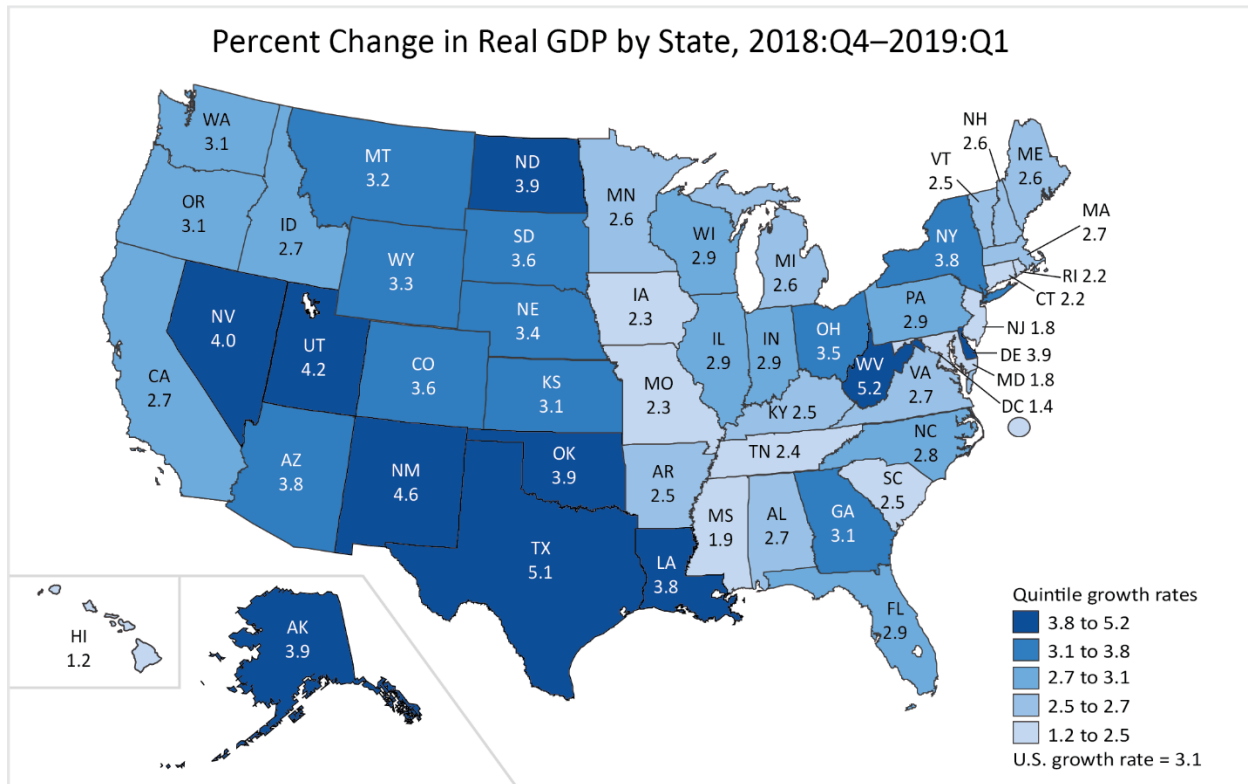 Percent Change in Real GDP by State, 2018:Q4–2019:Q1
WA
3.1
MT
3.2
ND
3.9
MN
2.6
NH
2.6
VT
2.5
ME
2.6
MA
2.7
OR
3.1
ID
2.7
WY
3.3
SD
3.6
WI
2.9
MI
2.6
NY
3.8
RI 2.2
CT 2.2
NV
4.0
UT
4.2
CO
3.6
NE
3.4
IA
2.3
IL
2.9
IN
2.9
OH
3.5
PA
2.9
NJ 1.8
DE 3.9
MD 1.8
DC 1.4
CA
2.7
KS
3.1
MO
2.3
WV
5.2
VA
2.7
KY 2.5
AZ
3.8
NM
4.6
OK
3.9
AR
2.5
TN 2.4
NC
2.8
SC
2.5
TX
5.1
LA
3.8
MS
1.9
AL
2.7
GA
3.1
FL
2.9
HI
1.2
AK
3.9
Quintile growth rates
3.8 to 5.2
3.1 to 3.8
2.7 to 3.1
2.5 to 2.7
1.2 to 2.5
U.S. growth rate = 3.1